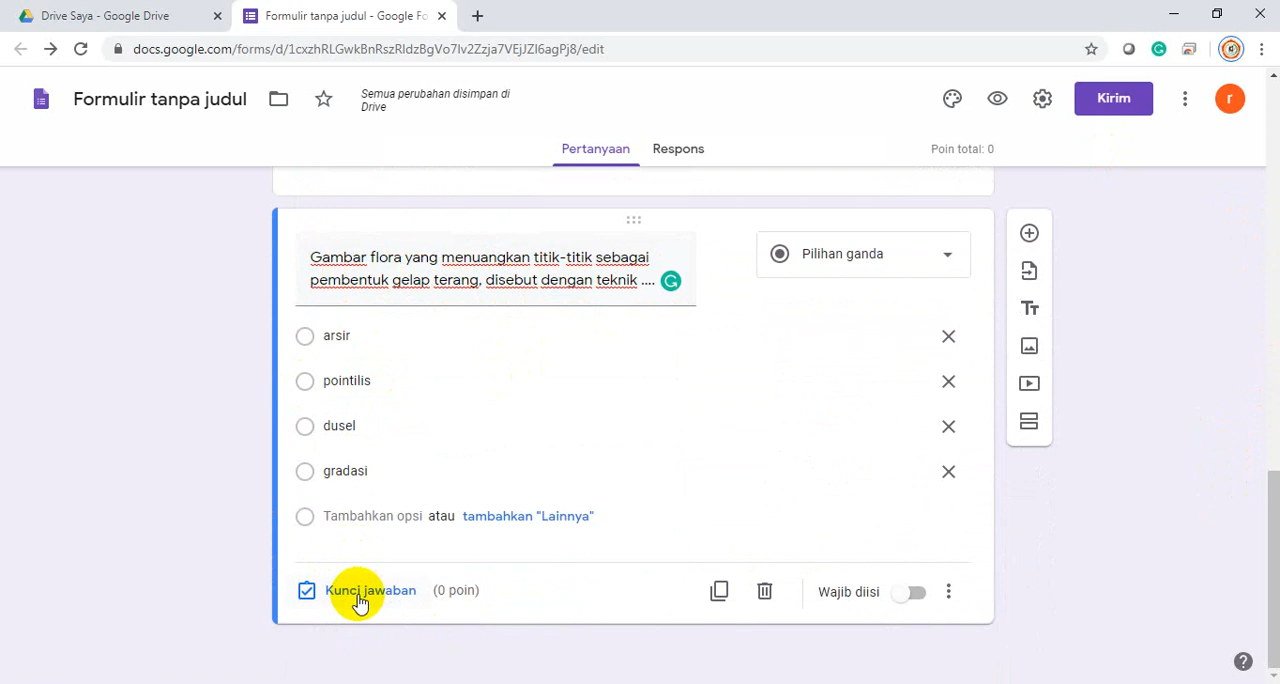 Drive Saya - Google Drive
Formulir tanpa judul - Google Fo
docs.google.com/forms/d/1cxzhRLGwkBnRszRldzBgVo7Iv2Zzja7VEjJZl6agPj8/edit
Formulir tanpa judul
Semua perubahan disimpan di
Drive
Kirim
r
Pertanyaan
Respons
Poin total: 0
Gambar flora yang menuangkan titik-titik sebagai
pembentuk gelap terang, disebut dengan teknik ....
Pilihan ganda
arsir
pointilis
dusel
gradasi
Tambahkan opsi atau tambahkan "Lainnya"
Kunci jawaban (0 poin)
Wajib diisi